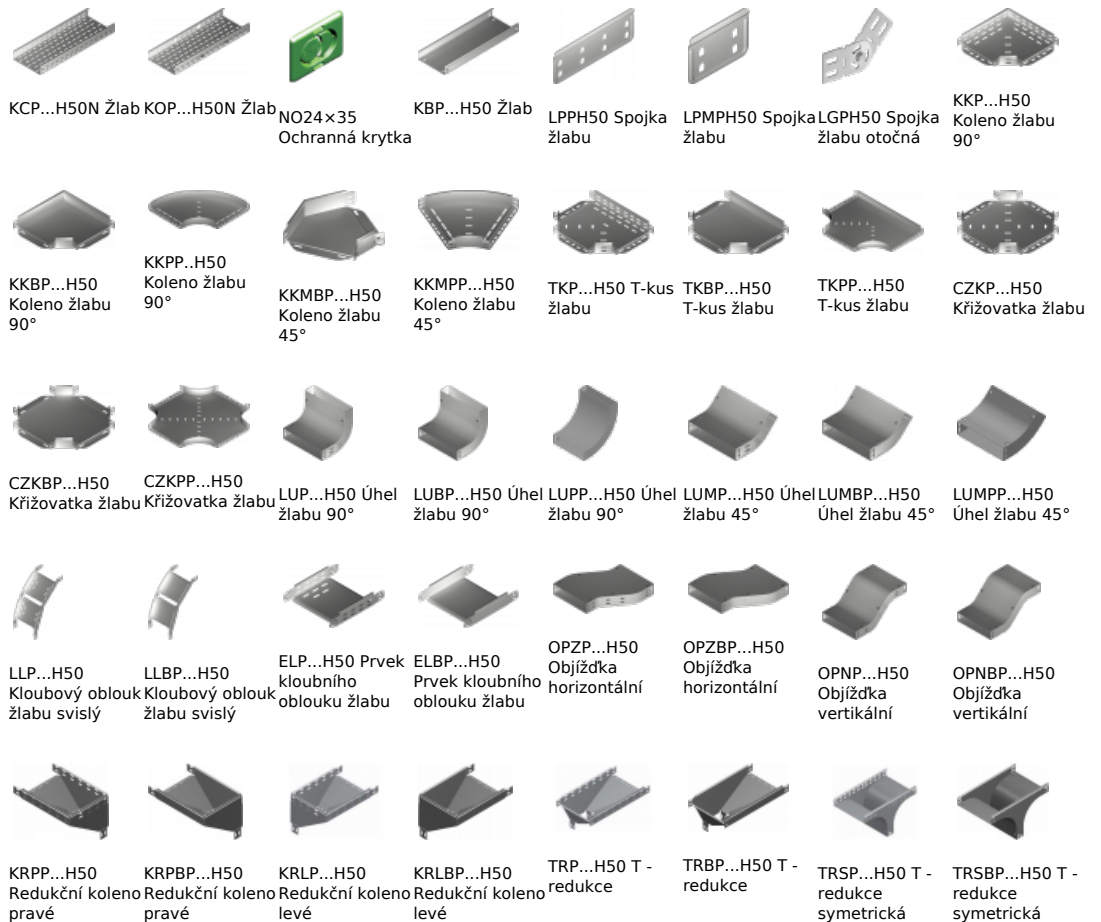 KCP...H50N Žlab
KOP...H50N Žlab
NO24×35
Ochranná krytka
KBP...H50 Žlab
LPPH50 Spojka
žlabu
LPMPH50 Spojka
žlabu
LGPH50 Spojka
žlabu otočná
KKP...H50
Koleno žlabu
90°
KKBP...H50
Koleno žlabu
90°
KKPP..H50
Koleno žlabu
90°
KKMBP...H50
Koleno žlabu
45°
KKMPP...H50
Koleno žlabu
45°
TKP...H50 T-kus
žlabu
TKBP...H50
T-kus žlabu
TKPP...H50
T-kus žlabu
CZKP...H50
Křižovatka žlabu
CZKBP...H50
Křižovatka žlabu
CZKPP...H50
Křižovatka žlabu
LUP...H50 Úhel
žlabu 90°
LUBP...H50 Úhel
žlabu 90°
LUPP...H50 Úhel
žlabu 90°
LUMP...H50 Úhel
žlabu 45°
LUMBP...H50
Úhel žlabu 45°
LUMPP...H50
Úhel žlabu 45°
LLP...H50
Kloubový oblouk
žlabu svislý
LLBP...H50
Kloubový oblouk
žlabu svislý
ELP...H50 Prvek
kloubního
oblouku žlabu
ELBP...H50
Prvek kloubního
oblouku žlabu
OPZP...H50
Objížďka
horizontální
OPZBP...H50
Objížďka
horizontální
OPNP...H50
Objížďka
vertikální
OPNBP...H50
Objížďka
vertikální
KRPP...H50
Redukční koleno
pravé
KRPBP...H50
Redukční koleno
pravé
KRLP...H50
Redukční koleno
levé
KRLBP...H50
Redukční koleno
levé
TRP...H50 T -
redukce
TRBP...H50 T -
redukce
TRSP...H50 T -
redukce
symetrická
TRSBP...H50 T -
redukce
symetrická